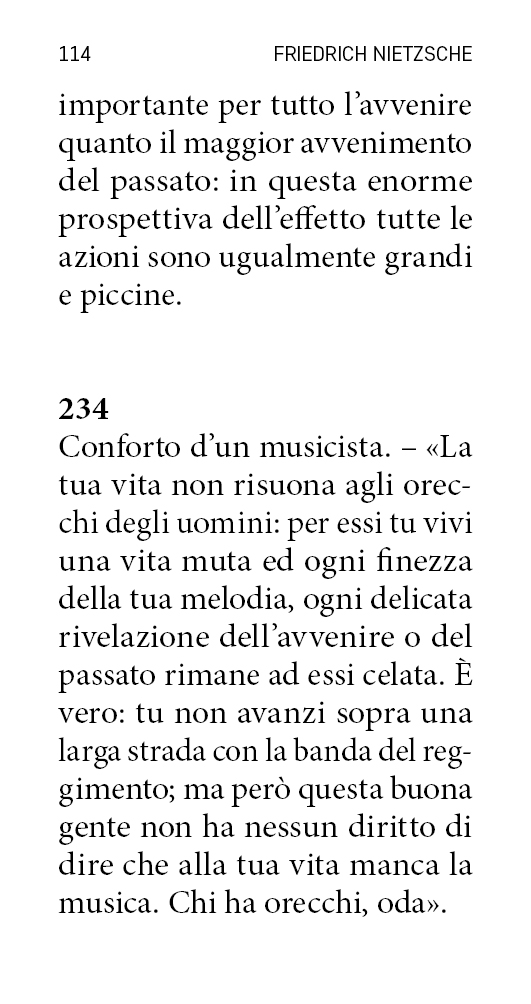 114 FRIEDRICH NIETZSCHE
importante per tutto l’avvenire
quanto il maggior avvenimento
del passato: in questa enorme
prospettiva dell’effetto tutte le
azioni sono ugualmente grandi
e piccine.
234
Conforto d’un musicista. – «La
tua vita non risuona agli orec-
chi degli uomini: per essi tu vivi
una vita muta ed ogni finezza
della tua melodia, ogni delicata
rivelazione dell’avvenire o del
passato rimane ad essi celata. È
vero: tu non avanzi sopra una
larga strada con la banda del reg-
gimento; ma però questa buona
gente non ha nessun diritto di
dire che alla tua vita manca la
musica. Chi ha orecchi, oda».